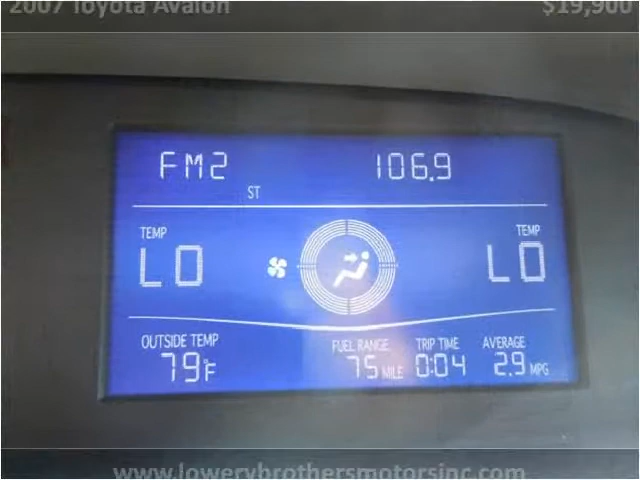 2007 Toyota Avalon $19,900
FM2 106.9
ST
TEMP TEMP
LO LO
OUTSIDE TEMP FUEL RANGE TRIP TIME AVERAGE
79°F 75 MILE 0:04 2.9 MPG
www.lowerybrothersmotorsinc.com